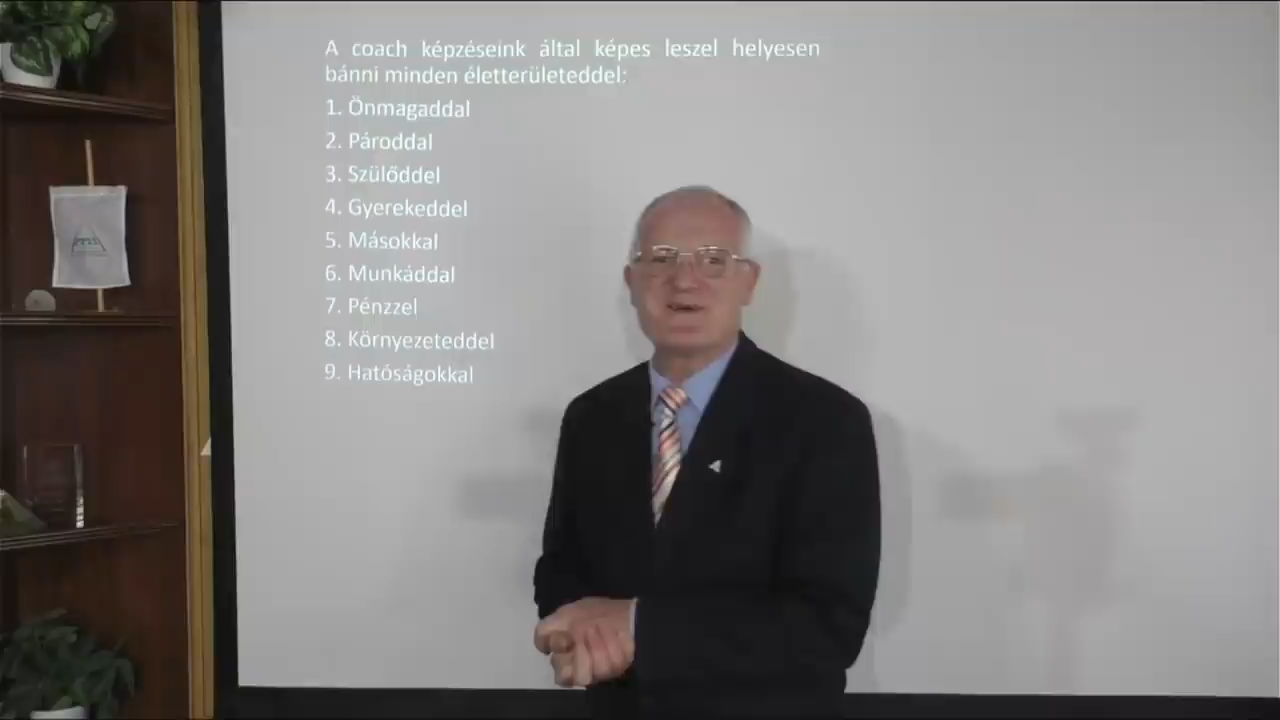 A coach képzéseink által képes leszel helyesen
bánni minden életterületeddel:
1. Önmagaddal
2. Pároddal
3. Szülőddel
4. Gyerekeddel
5. Másokkal
6. Munkáddal
7. Pénzzel
8. Környezeteddel
9. Hatóságokkal